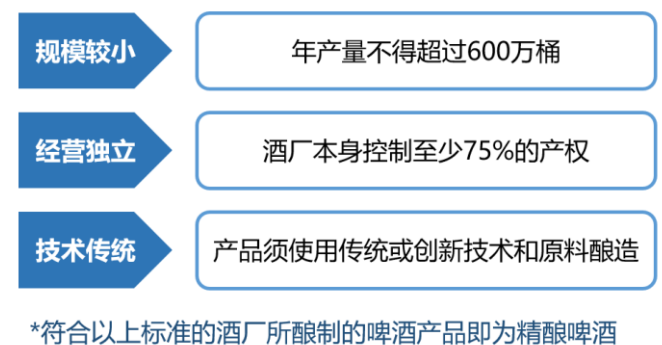 规模较小
年产量不得超过600万桶
经营独立
酒厂本身控制至少75%的产权
技术传统
产品须使用传统或创新技术和原料酿造
*符合以上标准的酒厂所酿制的啤酒产品即为精酿啤酒